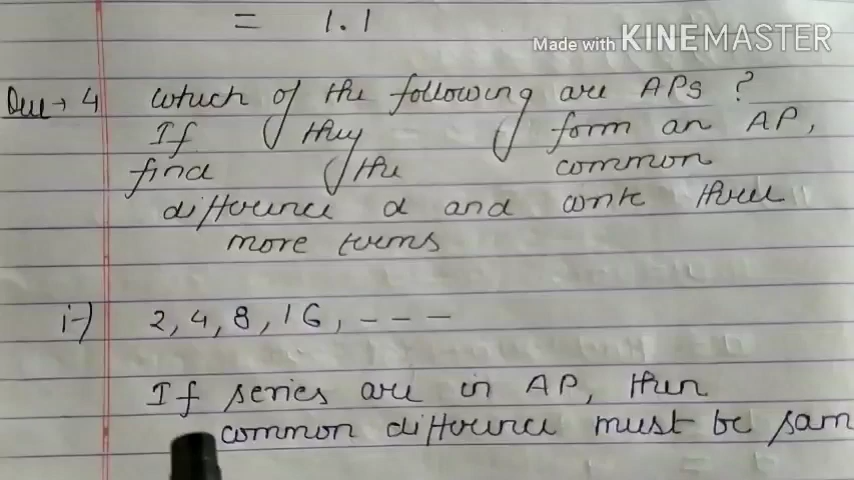 = 1.1
Made with KINEMASTER
Que → 4 which of the following are APs ?
If they form an AP,
find the common
difference d and write three
more terms
i-) 2, 4, 8, 16, - - -
If series are in AP, then
common difference must be sam